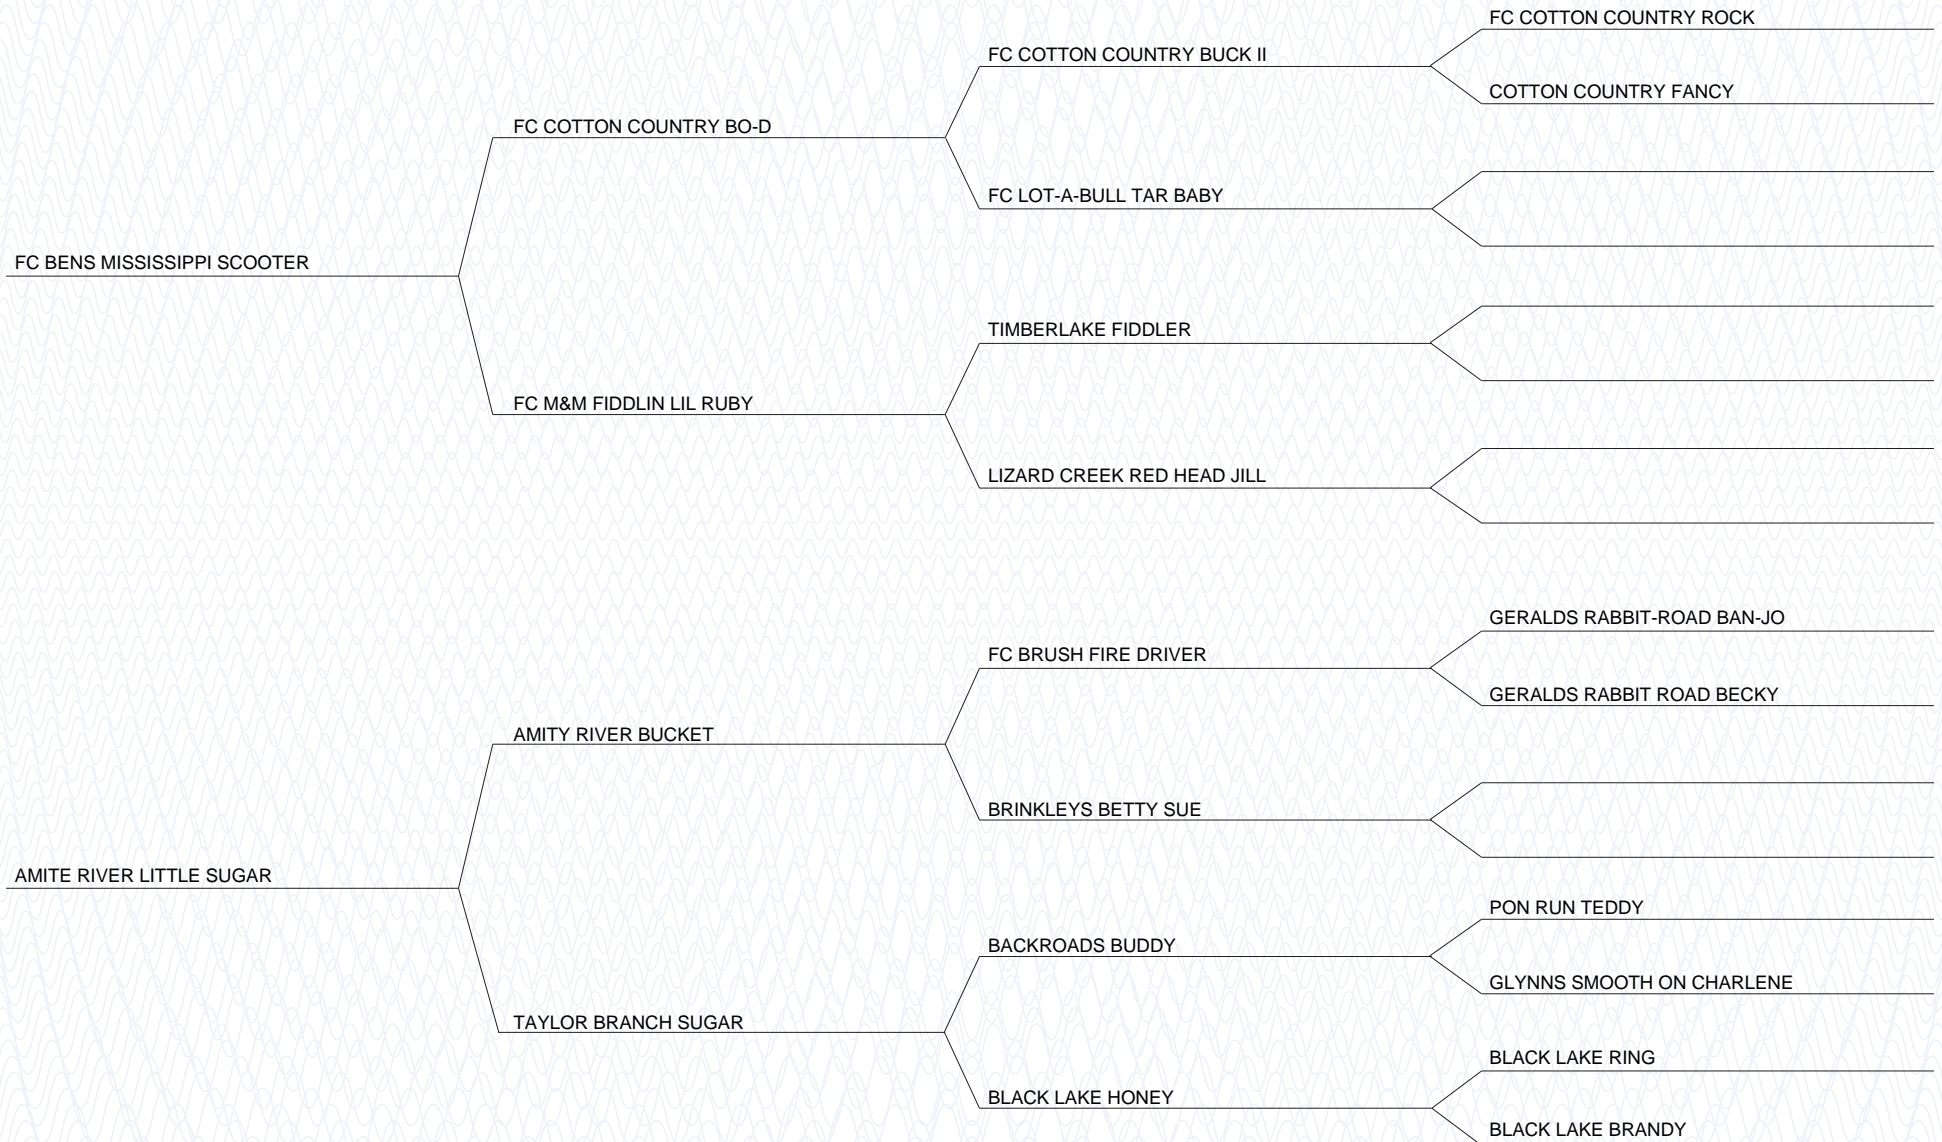 FC COTTON COUNTRY ROCK
FC COTTON COUNTRY BUCK II
COTTON COUNTRY FANCY
FC COTTON COUNTRY BO-D
FC LOT-A-BULL TAR BABY
FC BENS MISSISSIPPI SCOOTER
TIMBERLAKE FIDDLER
FC M&M FIDDLIN LIL RUBY
LIZARD CREEK RED HEAD JILL
GERALDS RABBIT-ROAD BAN-JO
FC BRUSH FIRE DRIVER
GERALDS RABBIT ROAD BECKY
AMITY RIVER BUCKET
BRINKLEYS BETTY SUE
AMITE RIVER LITTLE SUGAR
PON RUN TEDDY
BACKROADS BUDDY
GLYNNS SMOOTH ON CHARLENE
TAYLOR BRANCH SUGAR
BLACK LAKE RING
BLACK LAKE HONEY
BLACK LAKE BRANDY